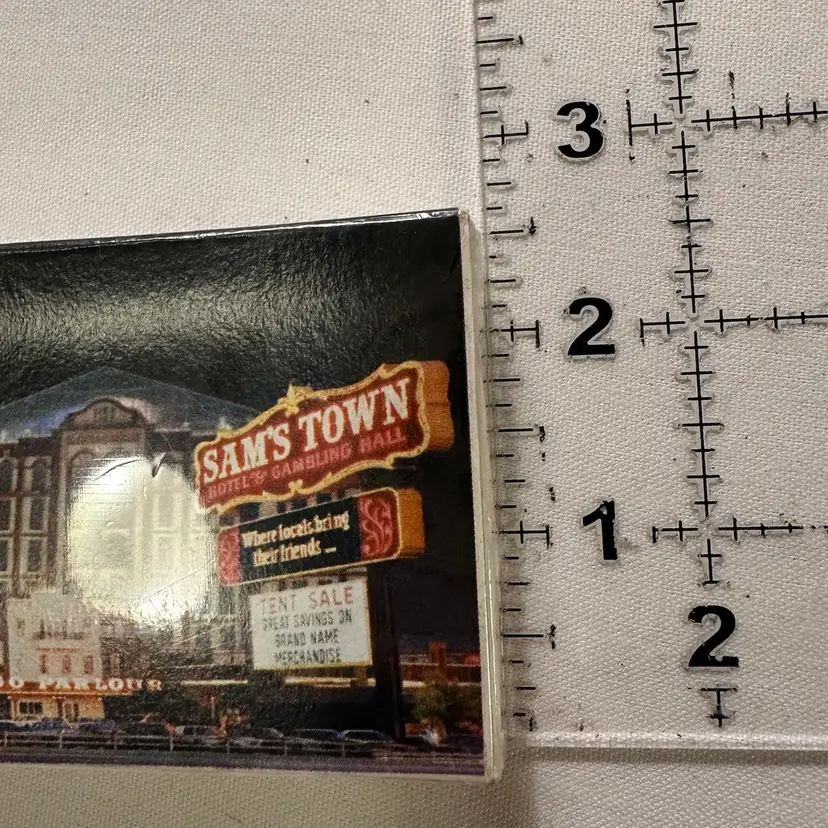 3
SAM'S TOWN
HOTEL & GAMBLING HALL
2
Where locals bring
their friends ...
1
TENT SALE
GREAT SAVINGS ON
BRAND NAME
MERCHANDISE
2
PARLOUR